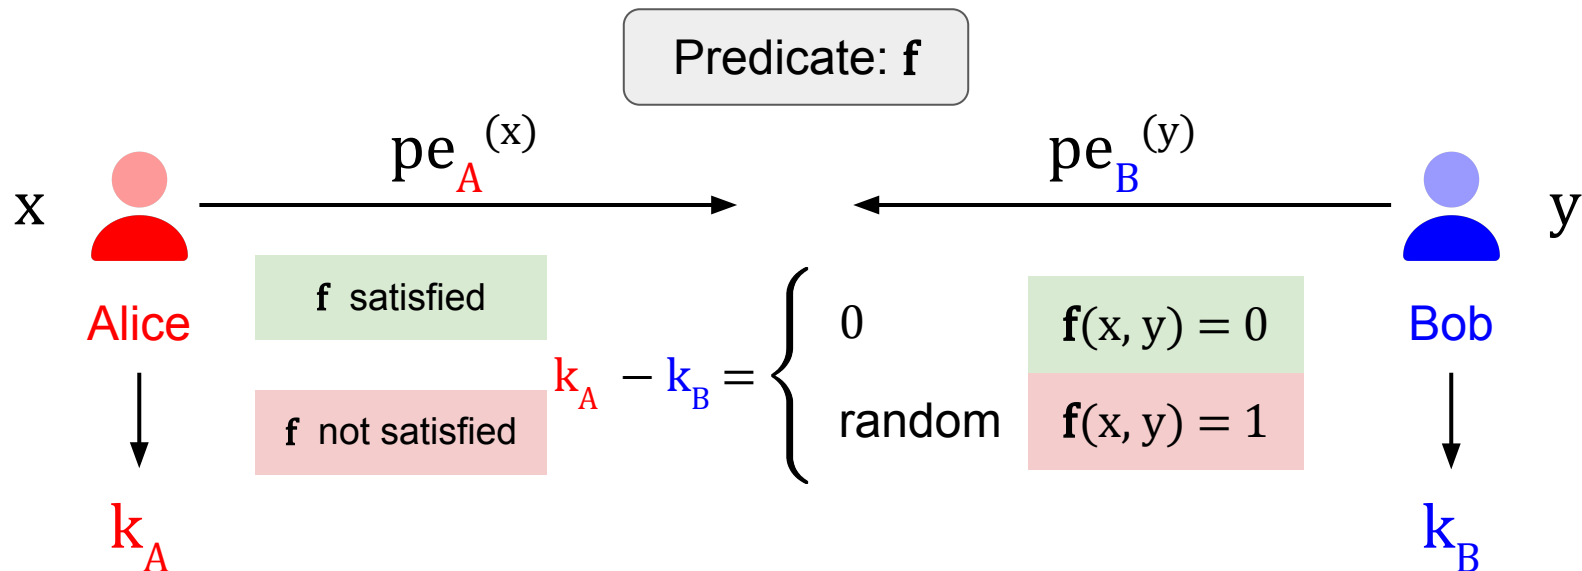 Predicate: f
pe_A^(x)
pe_B^(y)
x
y
Alice
f satisfied
f not satisfied
k_A − k_B = {
0
random
f(x, y) = 0
f(x, y) = 1
Bob
k_A
k_B